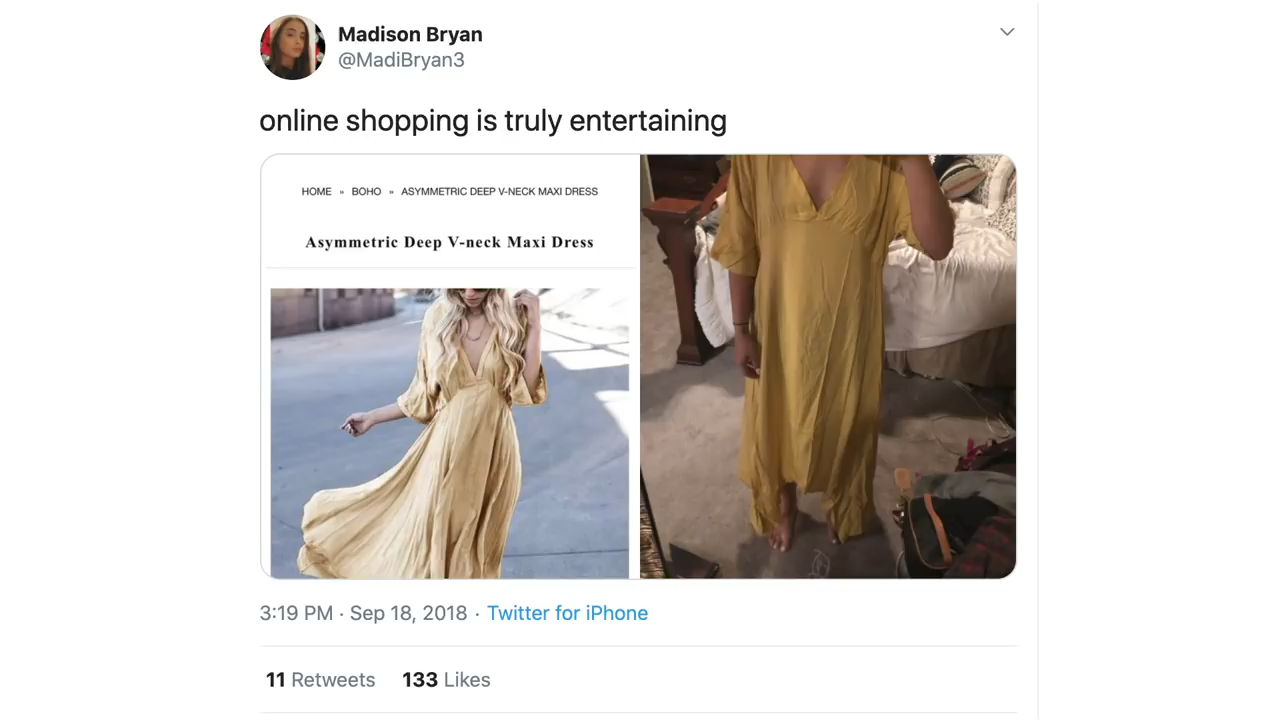 Madison Bryan
@MadiBryan3
online shopping is truly entertaining
HOME » BOHO » ASYMMETRIC DEEP V-NECK MAXI DRESS
Asymmetric Deep V-neck Maxi Dress
3:19 PM · Sep 18, 2018 · Twitter for iPhone
11 Retweets 133 Likes